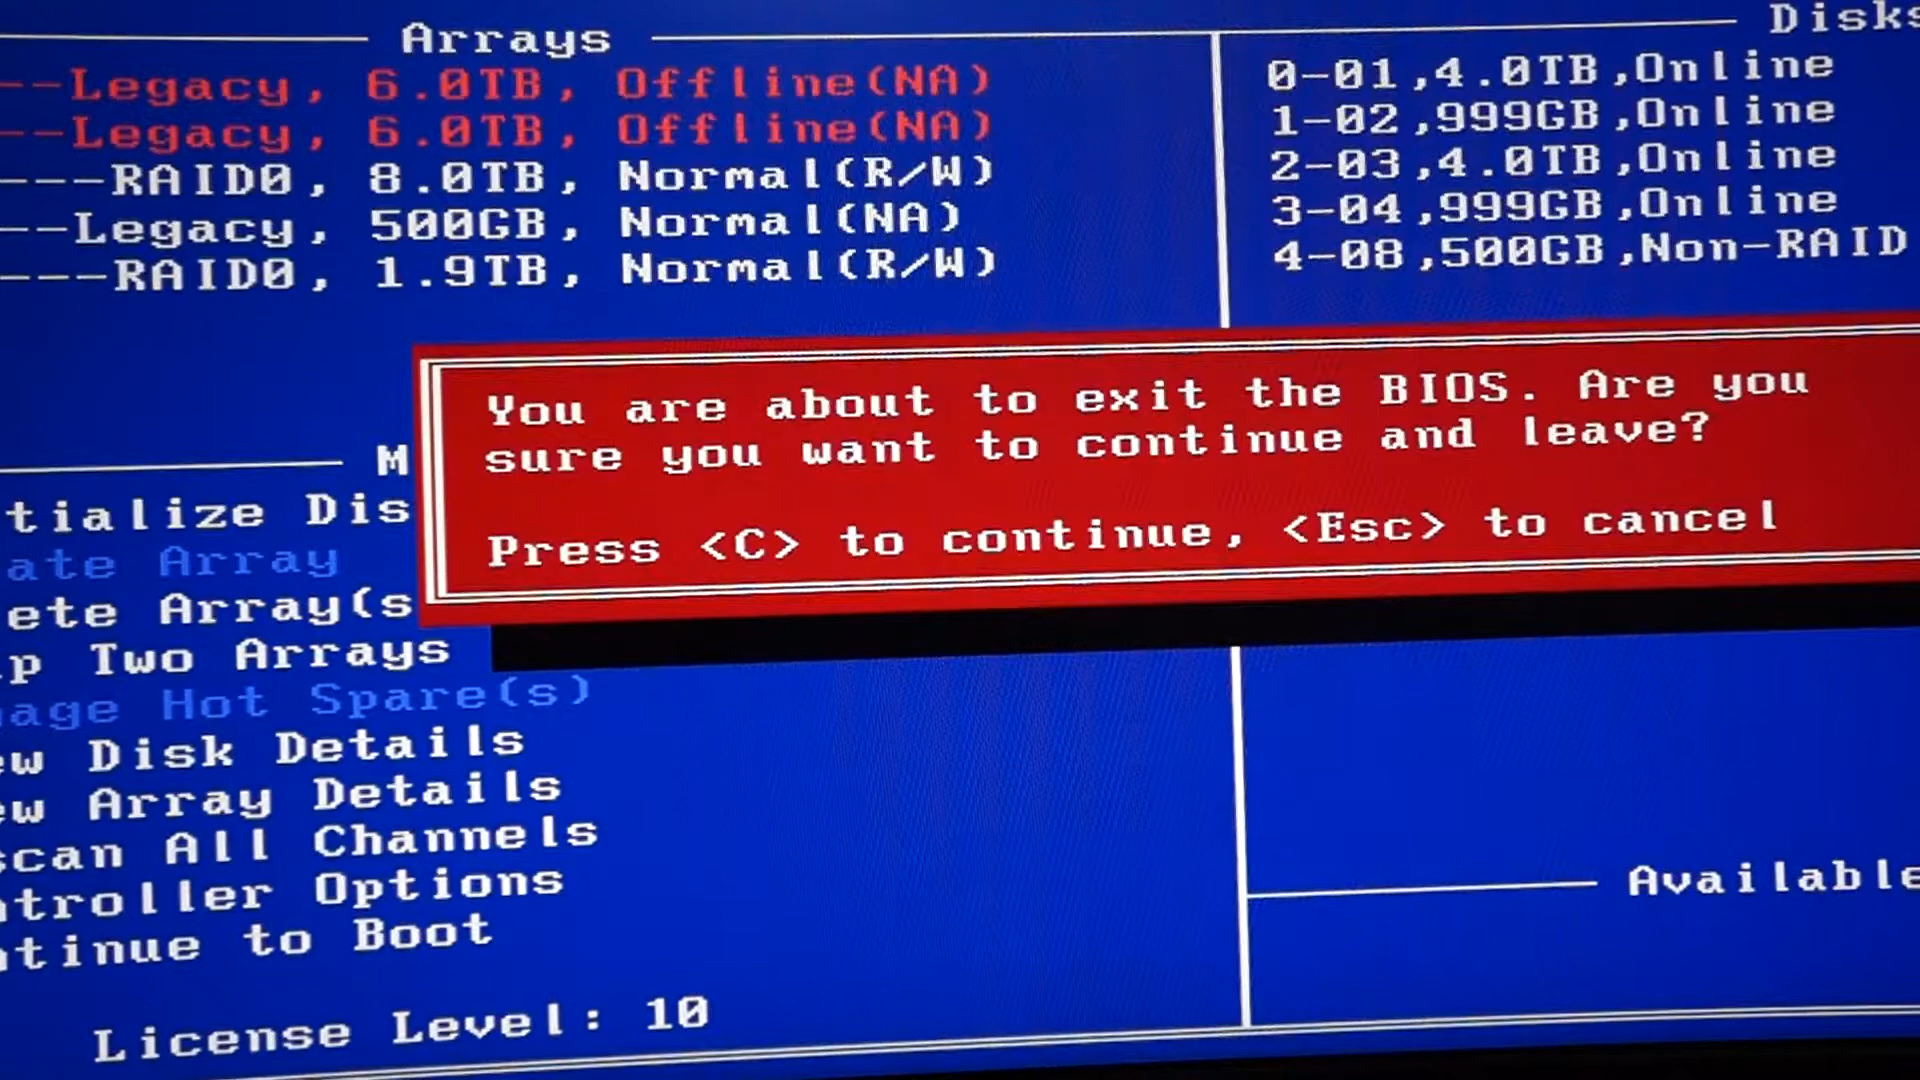 Arrays
--Legacy, 6.0TB, Offline(NA)
--Legacy, 6.0TB, Offline(NA)
---RAID0, 8.0TB, Normal(R/W)
--Legacy, 500GB, Normal(NA)
---RAID0, 1.9TB, Normal(R/W)
Disks
0-01,4.0TB,Online
1-02,999GB,Online
2-03,4.0TB,Online
3-04,999GB,Online
4-08,500GB,Non-RAID
You are about to exit the BIOS. Are you
sure you want to continue and leave?
Press <C> to continue, <Esc> to cancel
M
tialize Dis
ate Array
ete Array(s
p Two Arrays
age Hot Spare(s)
ew Disk Details
ew Array Details
scan All Channels
ntroller Options
ntinue to Boot
License Level: 10
Available